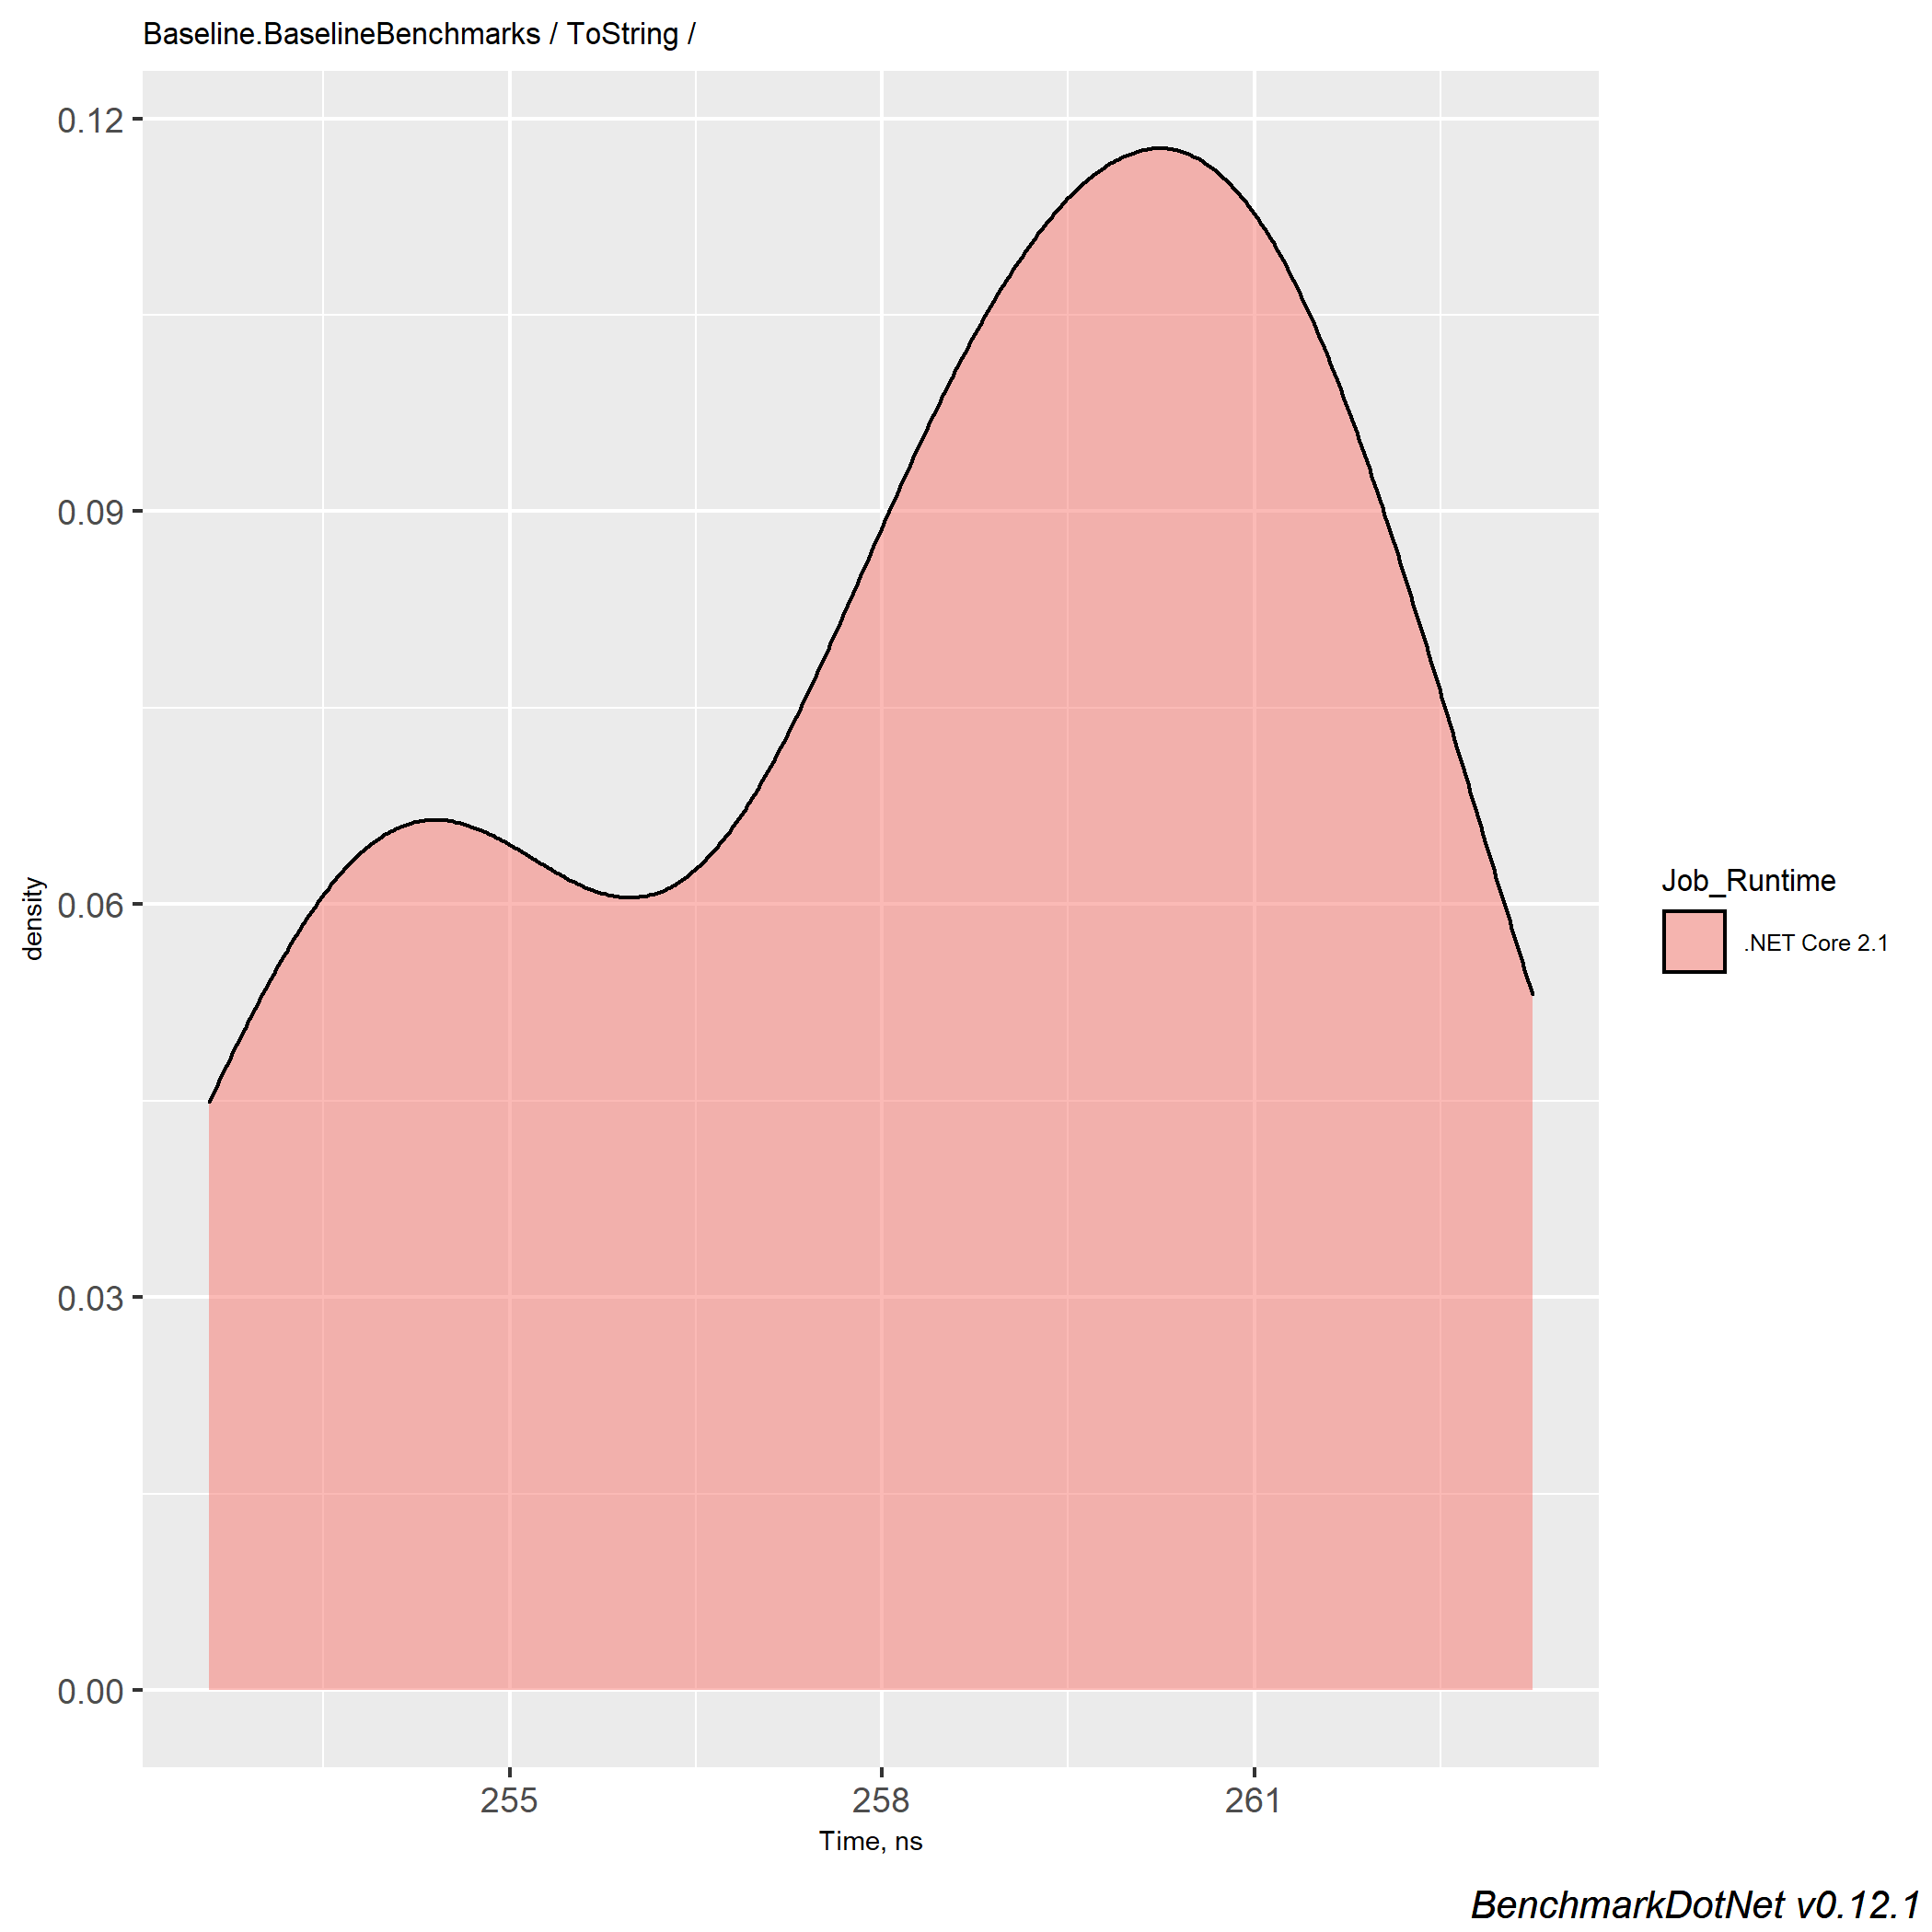 Baseline.BaselineBenchmarks / ToString /
0.12
0.09
0.06
0.03
0.00
density
255 258 261
Time, ns
Job_Runtime
.NET Core 2.1
BenchmarkDotNet v0.12.1